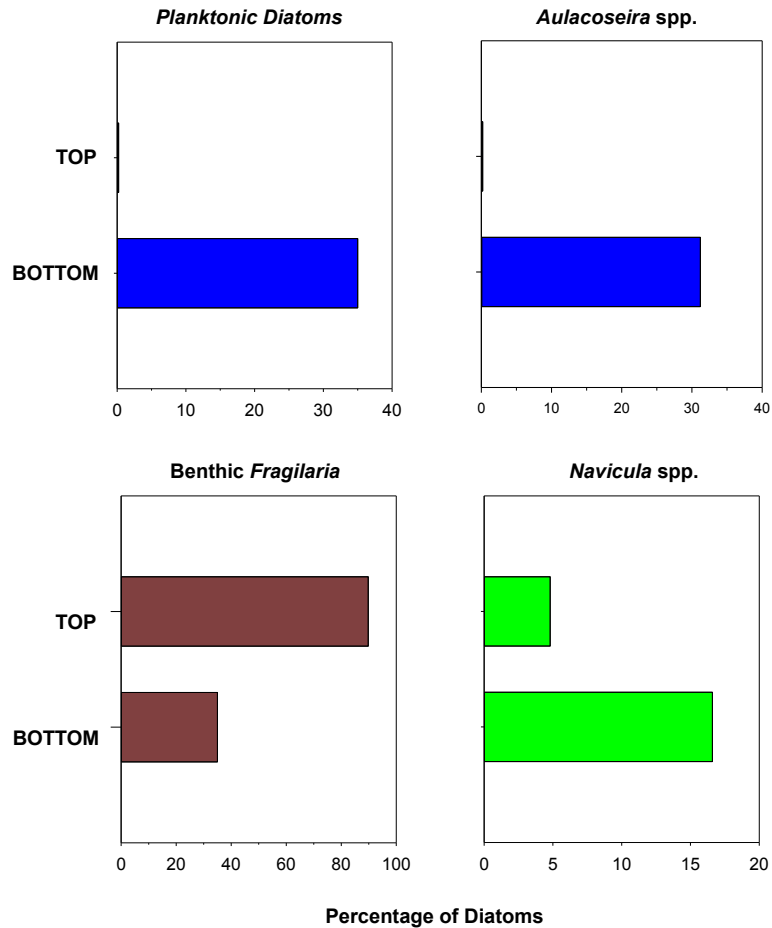 Planktonic Diatoms
Aulacoseira spp.
TOP
BOTTOM
0 10 20 30 40
0 10 20 30 40
Benthic Fragilaria
Navicula spp.
TOP
BOTTOM
0 20 40 60 80 100
0 5 10 15 20
Percentage of Diatoms